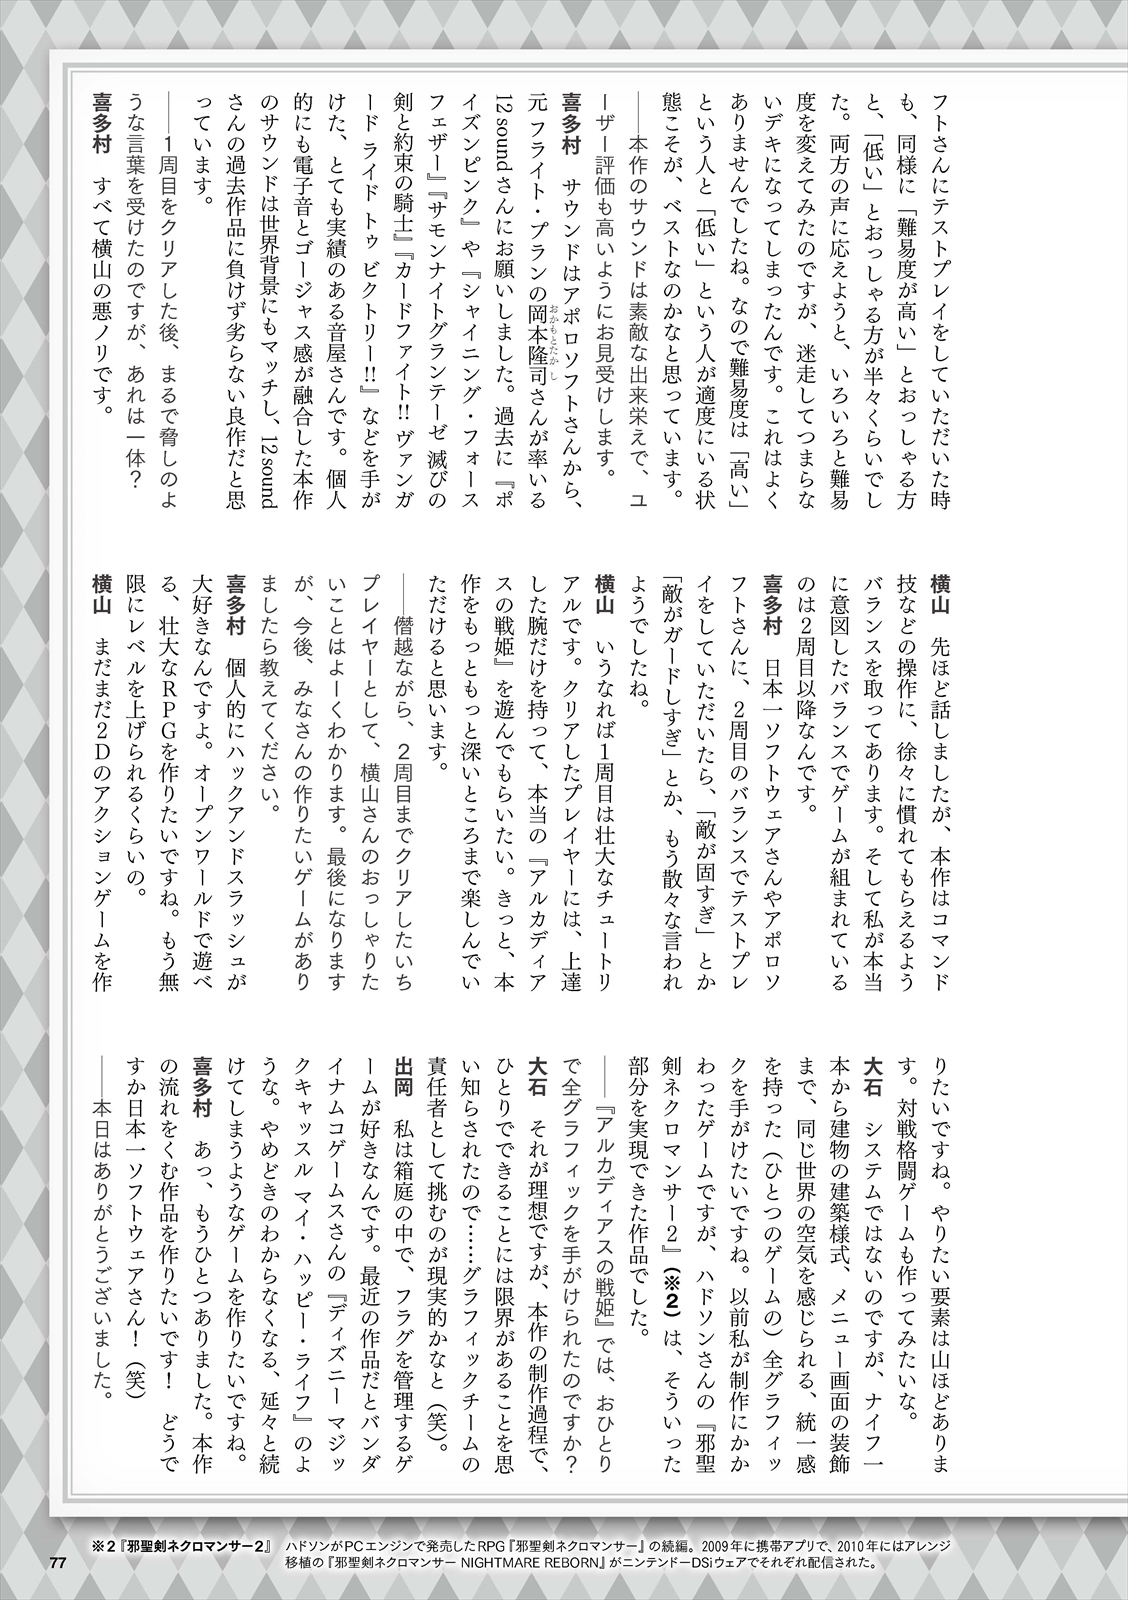 フトさんにテストプレイをしていただいた時
も、同様に「難易度が高い」とおっしゃる方
と、「低い」とおっしゃる方が半々くらいでし
た。両方の声に応えようと、いろいろと難易
度を変えてみたのですが、迷走してつまらな
いデキになってしまったんです。これはよく
ありませんでしたね。なので難易度は「高い」
という人と「低い」という人が適度にいる状
態こそが、ベストなのかなと思っています。
――本作のサウンドは素敵な出来栄えで、ユ
ーザー評価も高いようにお見受けします。
喜多村　サウンドはアポロソフトさんから、
元フライト・プランの岡本隆司さんが率いる
おかもとたかし
12soundさんにお願いしました。過去に『ポ
イズンピンク』や『シャイニング・フォース
フェザー』『サモンナイトグランテーゼ 滅びの
剣と約束の騎士』『カードファイト!! ヴァンガ
ード ライド トゥ ビクトリー!!』などを手が
けた、とても実績のある音屋さんです。個人
的にも電子音とゴージャス感が融合した本作
のサウンドは世界背景にもマッチし、12sound
さんの過去作品に負けず劣らない良作だと思
っています。
――1周目をクリアした後、まるで脅しのよ
うな言葉を受けたのですが、あれは一体？
喜多村　すべて横山の悪ノリです。
横山　先ほど話しましたが、本作はコマンド
技などの操作に、徐々に慣れてもらえるよう
バランスを取ってあります。そして私が本当
に意図したバランスでゲームが組まれている
のは2周目以降なんです。
喜多村　日本一ソフトウェアさんやアポロソ
フトさんに、2周目のバランスでテストプレ
イをしていただいたら、「敵が固すぎ」とか
「敵がガードしすぎ」とか、もう散々な言われ
ようでしたね。
横山　いうなれば1周目は壮大なチュートリ
アルです。クリアしたプレイヤーには、上達
した腕だけを持って、本当の『アルカディア
スの戦姫』を遊んでもらいたい。きっと、本
作をもっともっと深いところまで楽しんでい
ただけると思います。
――僭越ながら、2周目までクリアしたいち
プレイヤーとして、横山さんのおっしゃりた
いことはよーくわかります。最後になります
が、今後、みなさんの作りたいゲームがあり
ましたら教えてください。
喜多村　個人的にハックアンドスラッシュが
大好きなんですよ。オープンワールドで遊べ
る、壮大なRPGを作りたいですね。もう無
限にレベルを上げられるくらいの。
横山　まだまだ2Dのアクションゲームを作
りたいですね。やりたい要素は山ほどありま
す。対戦格闘ゲームも作ってみたいな。
大石　システムではないのですが、ナイフ一
本から建物の建築様式、メニュー画面の装飾
まで、同じ世界の空気を感じられる、統一感
を持った（ひとつのゲームの）全グラフィッ
クを手がけたいですね。以前私が制作にかか
わったゲームですが、ハドソンさんの『邪聖
剣ネクロマンサー2』（※2）は、そういった
部分を実現できた作品でした。
――『アルカディアスの戦姫』では、おひとり
で全グラフィックを手がけられたのですか？
大石　それが理想ですが、本作の制作過程で、
ひとりでできることには限界があることを思
い知らされたので……グラフィックチームの
責任者として挑むのが現実的かなと（笑）。
出岡　私は箱庭の中で、フラグを管理するゲ
ームが好きなんです。最近の作品だとバンダ
イナムコゲームスさんの『ディズニー マジッ
クキャッスル マイ・ハッピー・ライフ』のよ
うな。やめどきのわからなくなる、延々と続
けてしまうようなゲームを作りたいですね。
喜多村　あっ、もうひとつありました。本作
の流れをくむ作品を作りたいです！　どうで
すか日本一ソフトウェアさん！（笑）
――本日はありがとうございました。
※2『邪聖剣ネクロマンサー2』　ハドソンがPCエンジンで発売したRPG『邪聖剣ネクロマンサー』の続編。2009年に携帯アプリで、2010年にはアレンジ
移植の『邪聖剣ネクロマンサー NIGHTMARE REBORN』がニンテンドーDSiウェアでそれぞれ配信された。
77